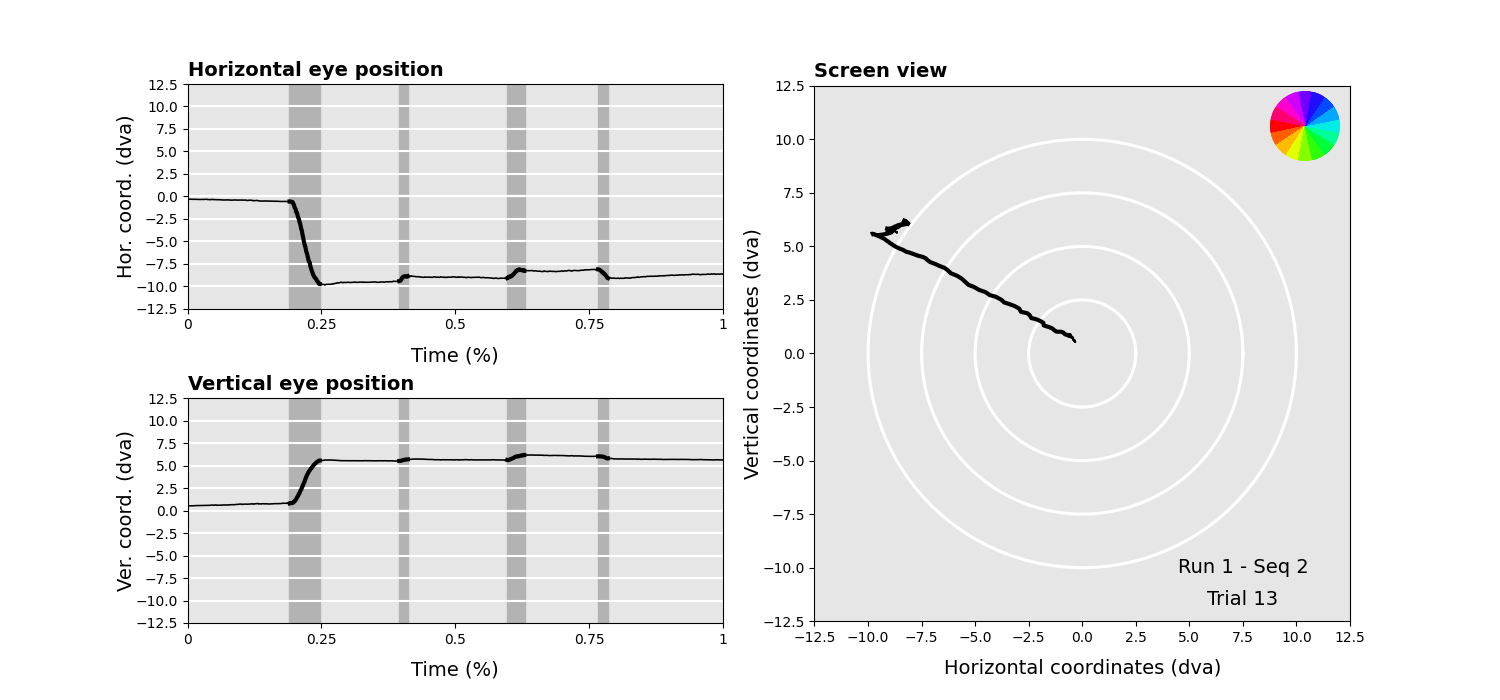 Horizontal eye position
Hor. coord. (dva)
12.5
10.0
7.5
5.0
2.5
0.0
−2.5
−5.0
−7.5
−10.0
−12.5
0 0.25 0.5 0.75 1
Time (%)
Vertical eye position
Ver. coord. (dva)
12.5
10.0
7.5
5.0
2.5
0.0
−2.5
−5.0
−7.5
−10.0
−12.5
0 0.25 0.5 0.75 1
Time (%)
Screen view
Vertical coordinates (dva)
12.5
10.0
7.5
5.0
2.5
0.0
−2.5
−5.0
−7.5
−10.0
−12.5
Run 1 - Seq 2
Trial 13
−12.5 −10.0 −7.5 −5.0 −2.5 0.0 2.5 5.0 7.5 10.0 12.5
Horizontal coordinates (dva)